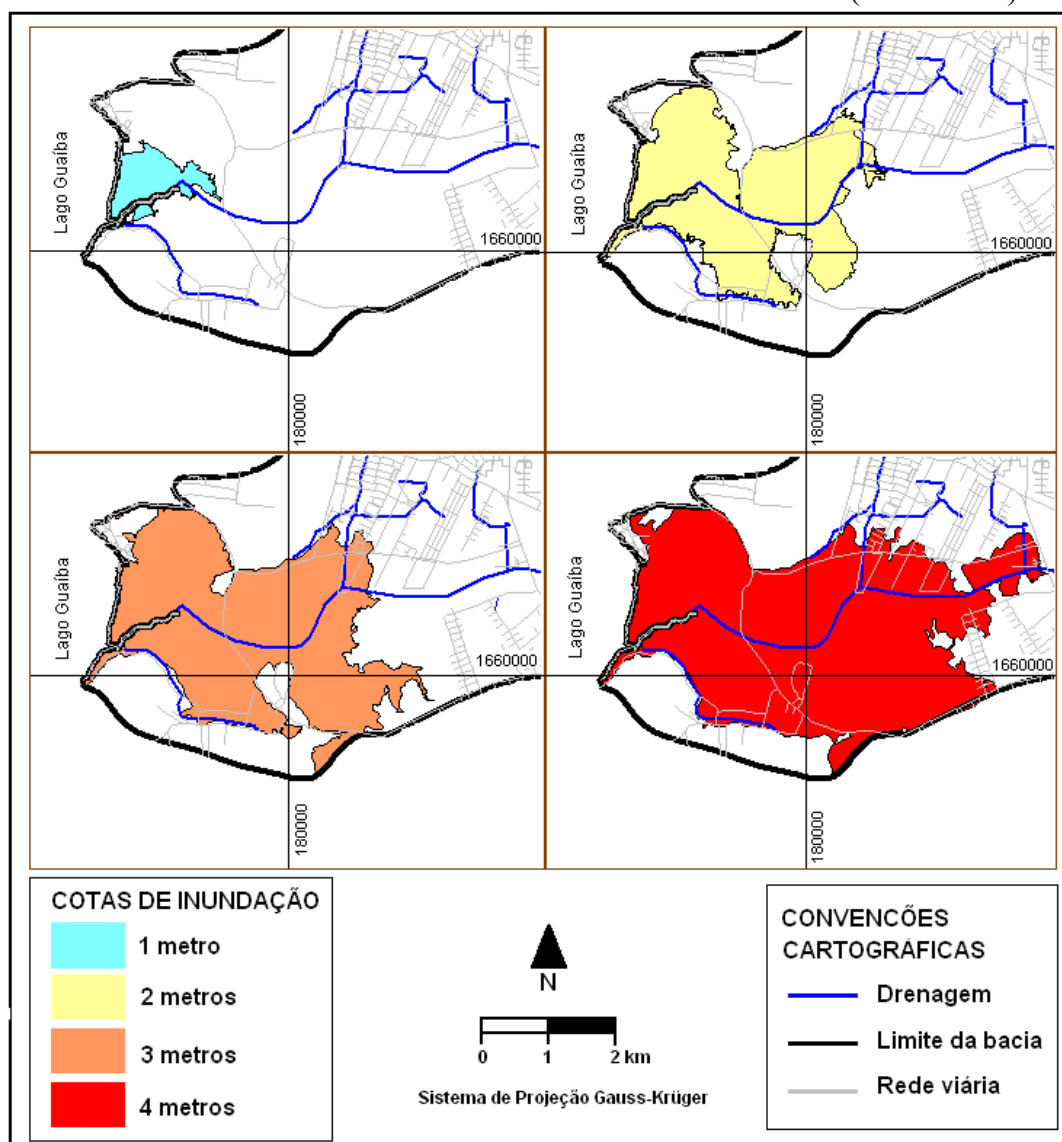 Lago Guaíba
1660000
180000
Lago Guaíba
1660000
180000
Lago Guaíba
1660000
180000
Lago Guaíba
1660000
180000
COTAS DE INUNDAÇÃO
1 metro
2 metros
3 metros
4 metros
N
0 1 2 km
Sistema de Projeção Gauss-Krüger
CONVENCÕES
CARTOGRÁFICAS
Drenagem
Limite da bacia
Rede viária